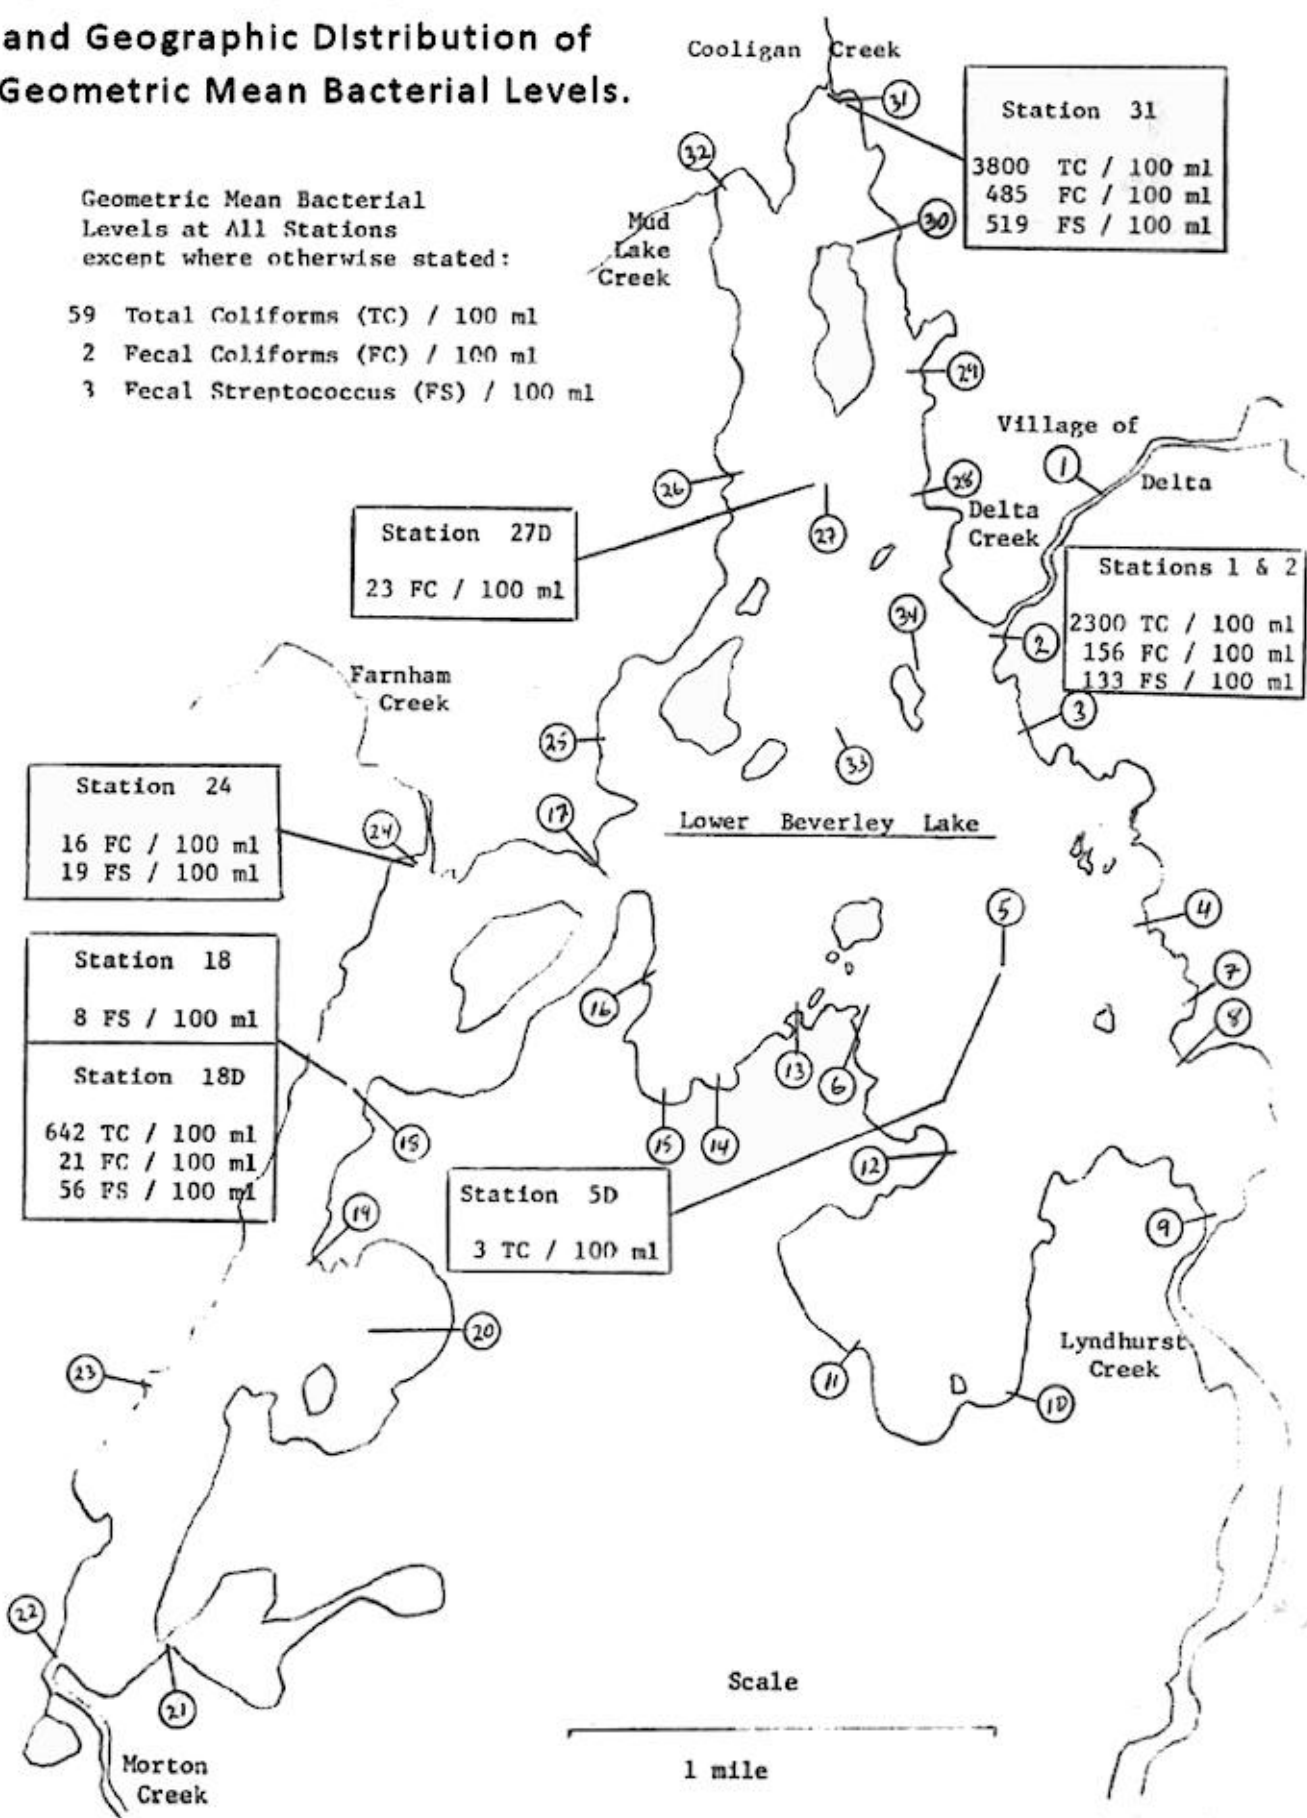 and Geographic Distribution of
Geometric Mean Bacterial Levels.
Geometric Mean Bacterial
Levels at All Stations
except where otherwise stated:
59 Total Coliforms (TC) / 100 ml
2 Fecal Coliforms (FC) / 100 ml
3 Fecal Streptococcus (FS) / 100 ml
Cooligan Creek
31
Station 31
3800 TC / 100 ml
485 FC / 100 ml
519 FS / 100 ml
32
Mud
Lake
Creek
30
29
Village of
Delta
1
28
26
27
Delta
Creek
Station 27D
23 FC / 100 ml
Stations 1 & 2
2300 TC / 100 ml
156 FC / 100 ml
133 FS / 100 ml
34
2
3
Farnham
Creek
25
33
17
Lower Beverley Lake
Station 24
16 FC / 100 ml
19 FS / 100 ml
24
5
4
7
8
16
Station 18
8 FS / 100 ml
Station 18D
642 TC / 100 ml
21 FC / 100 ml
56 FS / 100 ml
13
6
18
15
14
12
Station 5D
3 TC / 100 ml
19
9
20
23
11
10
Lyndhurst
Creek
22
21
Morton
Creek
Scale
1 mile